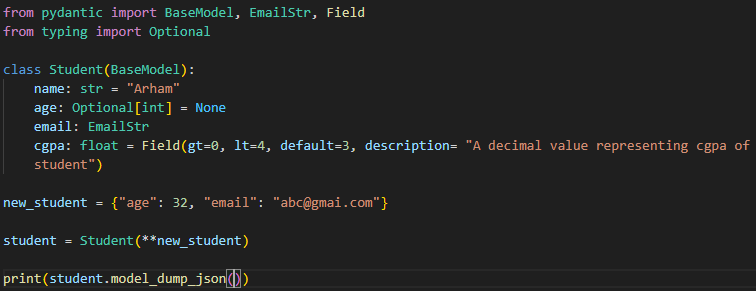 from pydantic import BaseModel, EmailStr, Field
from typing import Optional

class Student(BaseModel):
    name: str = "Arham"
    age: Optional[int] = None
    email: EmailStr
    cgpa: float = Field(gt=0, lt=4, default=3, description= "A decimal value representing cgpa of
    student")

new_student = {"age": 32, "email": "abc@gmai.com"}

student = Student(**new_student)

print(student.model_dump_json())